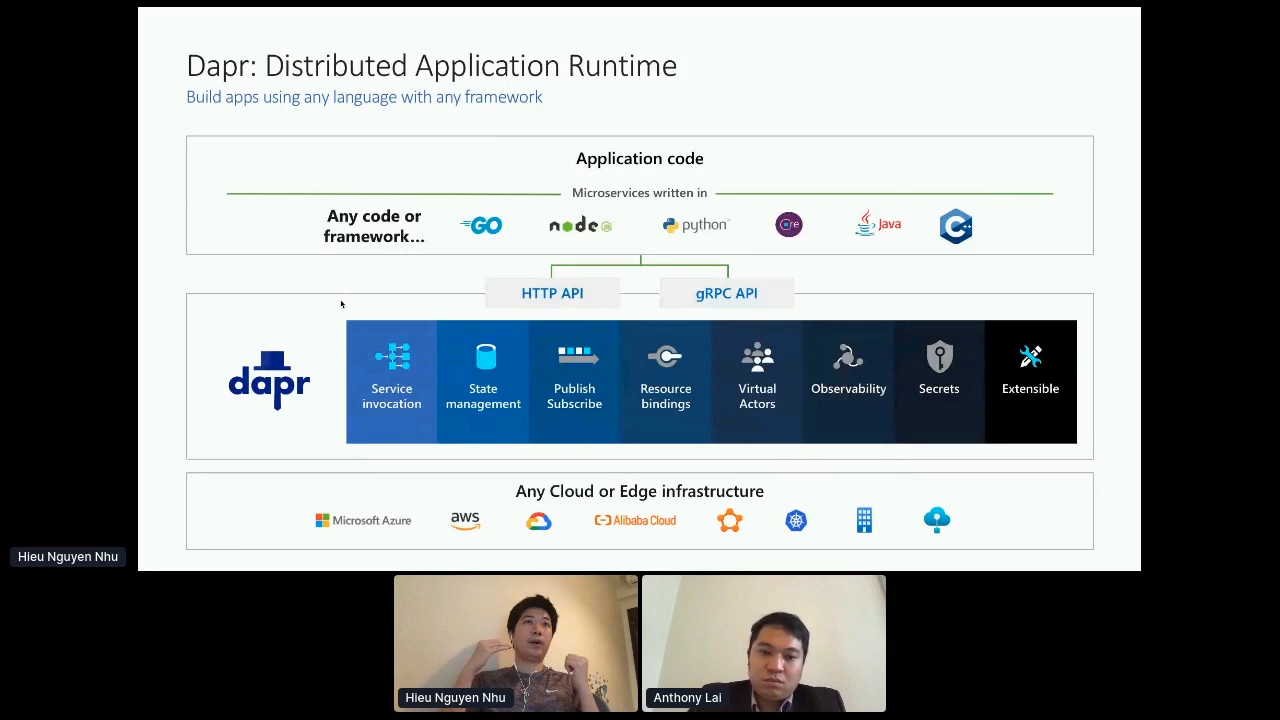 Dapr: Distributed Application Runtime
Build apps using any language with any framework
Application code
Microservices written in
Any code or
framework...
GO
node JS
python™
Core
Java
C++
HTTP API
gRPC API
dapr
Service
invocation
State
management
Publish
Subscribe
Resource
bindings
Virtual
Actors
Observability
Secrets
Extensible
Any Cloud or Edge infrastructure
Microsoft Azure
aws
Alibaba Cloud
Hieu Nguyen Nhu
Hieu Nguyen Nhu
Anthony Lai